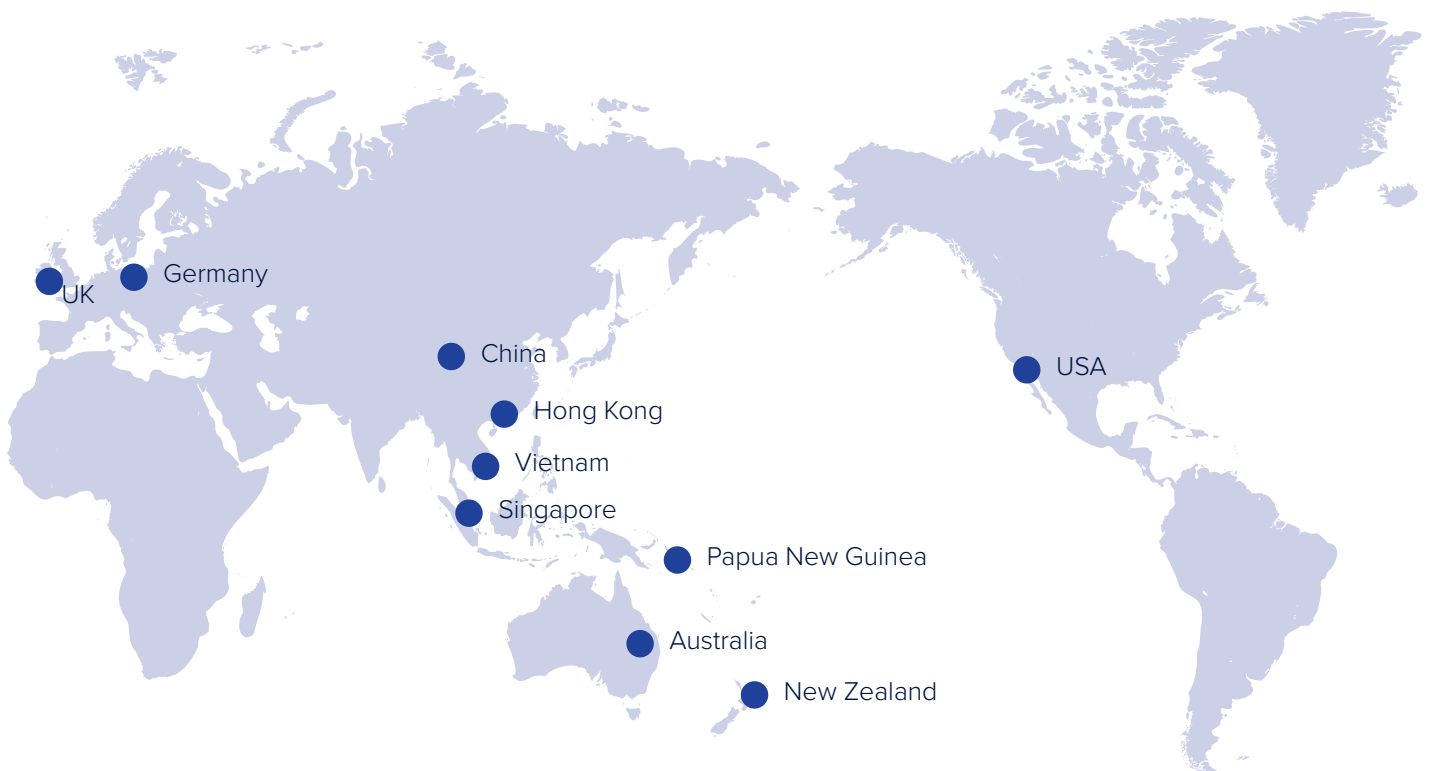 Germany
UK
China
USA
Hong Kong
Vietnam
Singapore
Papua New Guinea
Australia
New Zealand